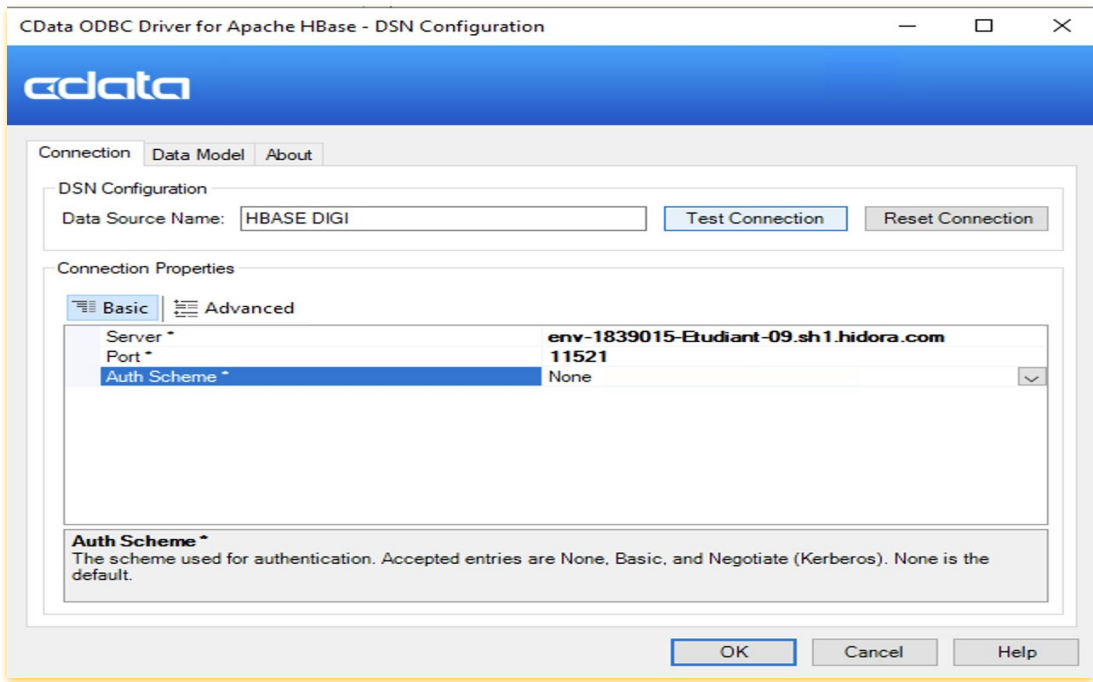 CData ODBC Driver for Apache HBase - DSN Configuration
cdata
Connection Data Model About
DSN Configuration
Data Source Name: HBASE DIGI Test Connection Reset Connection
Connection Properties
Basic Advanced
Server * env-1839015-Etudiant-09.sh1.hidora.com
Port * 11521
Auth Scheme * None
Auth Scheme *
The scheme used for authentication. Accepted entries are None, Basic, and Negotiate (Kerberos). None is the
default.
OK Cancel Help